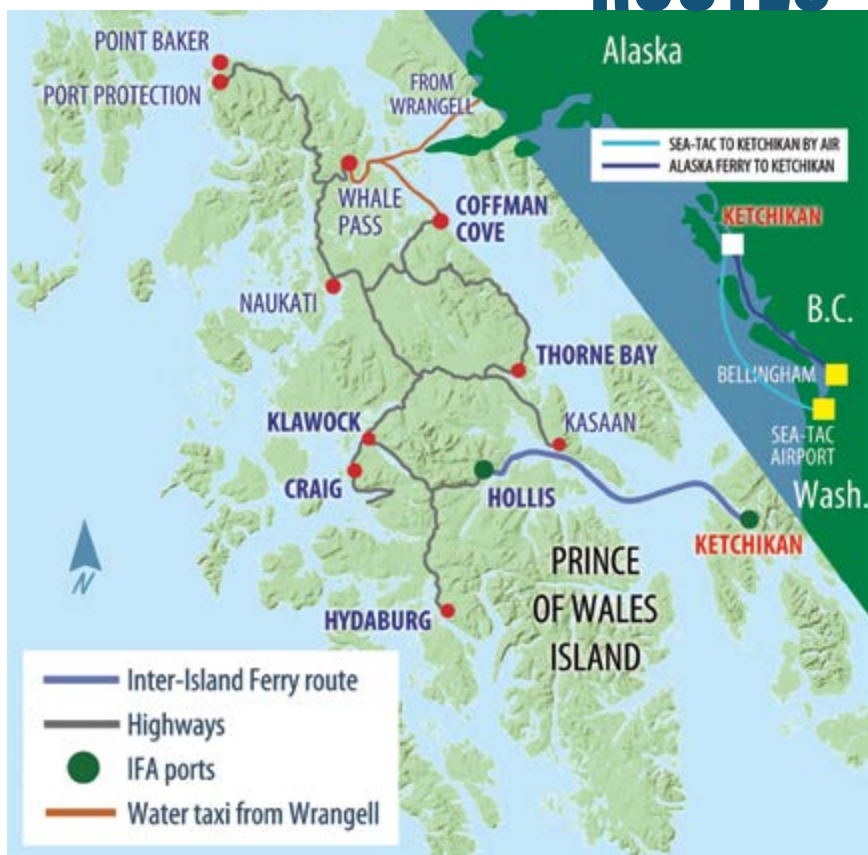 ROUTES
POINT BAKER
PORT PROTECTION
FROM
WRANGELL
WHALE
PASS
COFFMAN
COVE
NAUKATI
THORNE BAY
KLAWOCK
KASAAN
CRAIG
HOLLIS
KETCHIKAN
HYDABURG
PRINCE
OF WALES
ISLAND
N
Alaska
SEA-TAC TO KETCHIKAN BY AIR
ALASKA FERRY TO KETCHIKAN
KETCHIKAN
B.C.
BELLINGHAM
SEA-TAC
AIRPORT
Wash.
Inter-Island Ferry route
Highways
IFA ports
Water taxi from Wrangell